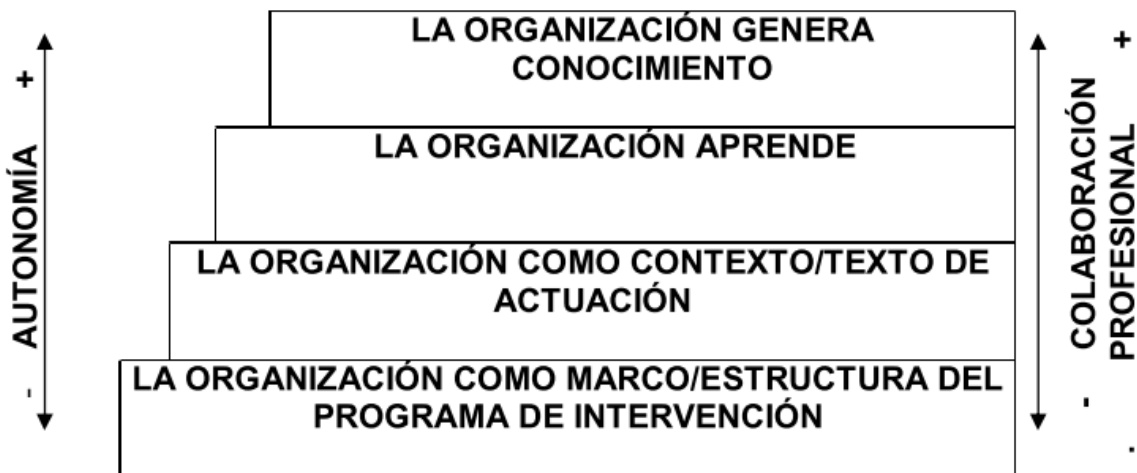 LA ORGANIZACIÓN GENERA
CONOCIMIENTO
LA ORGANIZACIÓN APRENDE
LA ORGANIZACIÓN COMO CONTEXTO/TEXTO DE
ACTUACIÓN
LA ORGANIZACIÓN COMO MARCO/ESTRUCTURA DEL
PROGRAMA DE INTERVENCIÓN
- AUTONOMÍA +
- COLABORACIÓN
. PROFESIONAL +